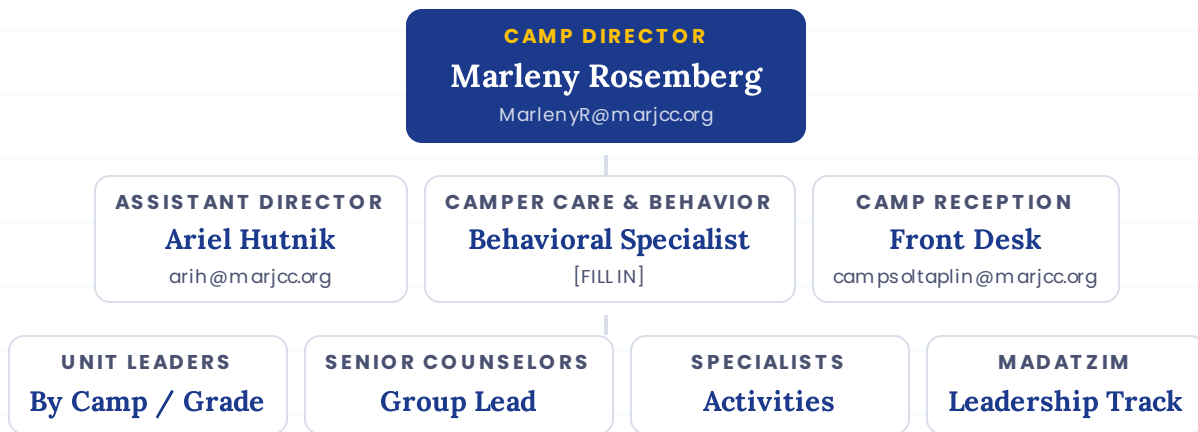 CAMP DIRECTOR
Marleny Rosemberg
MarlenyR@marjcc.org
ASSISTANT DIRECTOR
Ariel Hutnik
arih@marjcc.org
CAMPER CARE & BEHAVIOR
Behavioral Specialist
[FILL IN]
CAMP RECEPTION
Front Desk
campsoltaplin@marjcc.org
UNIT LEADERS
By Camp / Grade
SENIOR COUNSELORS
Group Lead
SPECIALISTS
Activities
MADATZIM
Leadership Track